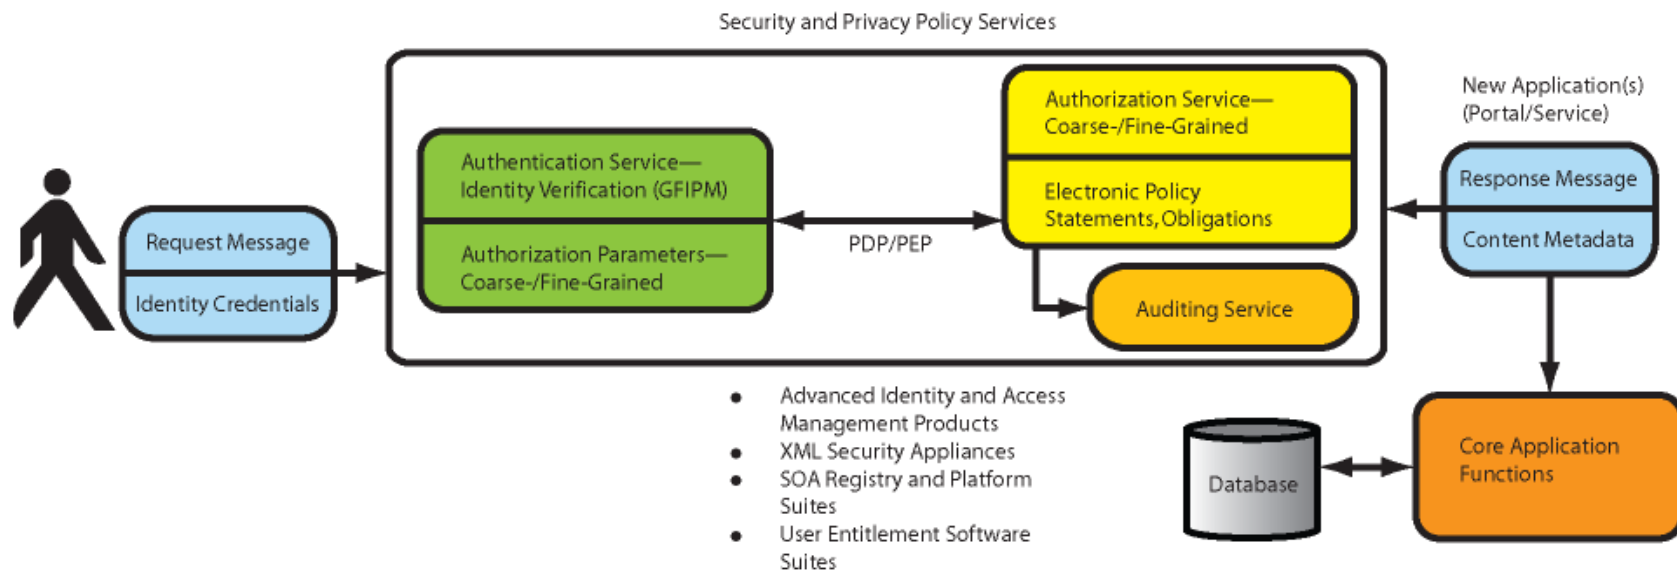 Security and Privacy Policy Services
Request Message
Identity Credentials
Authentication Service—
Identity Verification (GFIPM)
Authorization Parameters—
Coarse-/Fine-Grained
PDP/PEP
Authorization Service—
Coarse-/Fine-Grained
Electronic Policy
Statements, Obligations
Auditing Service
New Application(s)
(Portal/Service)
Response Message
Content Metadata
● Advanced Identity and Access
Management Products
● XML Security Appliances
● SOA Registry and Platform
Suites
● User Entitlement Software
Suites
Database
Core Application
Functions